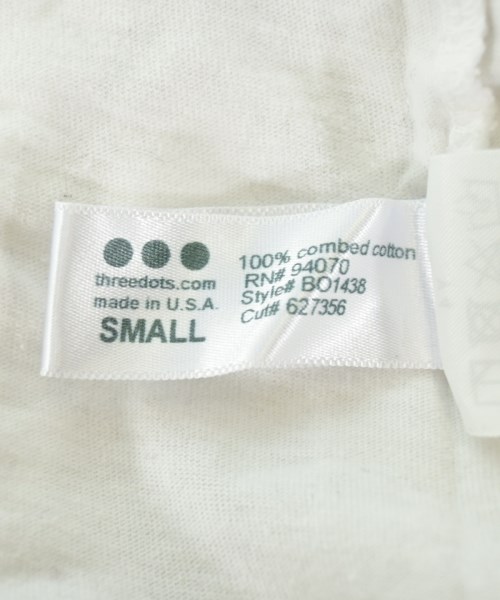 threedots.com
made in U.S.A.
SMALL
100% combed cotton
RN# 94070
Style# BO1438
Cut# 627356